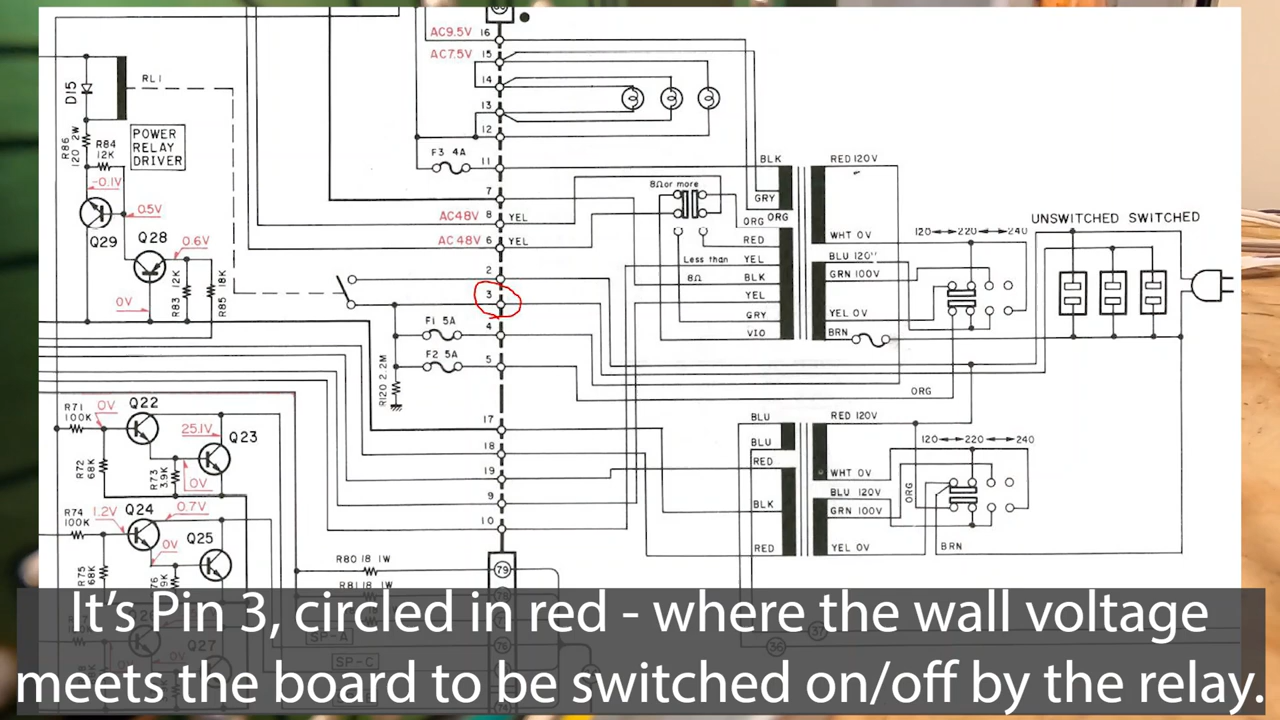 AC9.5V 16
AC7.5V 15
14
13
12
D15
RL1
R86
120 2W
R84
12K
POWER
RELAY
DRIVER
F3 4A
11
BLK
RED 120V
-0.1V
0.5V
7
8Ω or more
GRY
Q29
Q28
0.6V
AC48V 8 YEL
ORG
ORG
UNSWITCHED SWITCHED
AC48V 6 YEL
RED
WHT 0V
120 220 240
Less than
YEL
BLU 120"
2
8Ω
BLK
GRN 100V
0V
R83 12K
R85 18K
3
YEL
GRY
YEL 0V
F1 5A
4
VIO
BRN
F2 5A
5
R120 2.2M
ORG
R71
100K
0V
Q22
17
BLU
RED 120V
25.1V
Q23
18
BLU
120 220 240
R72
68K
R73
3.9K
RED
19
WHT 0V
0V
9
BLU 120V
ORG
R74
100K
1.2V
Q24
0.7V
BLK
GRN 100V
10
Q25
0V
RED
YEL 0V
BRN
R75
68K
R80 18 1W
79
R81 18 1W
It's Pin 3, circled in red - where the wall voltage
meets the board to be switched on/off by the relay.
Q27
0V
SP-A
SP-C
76
37
36